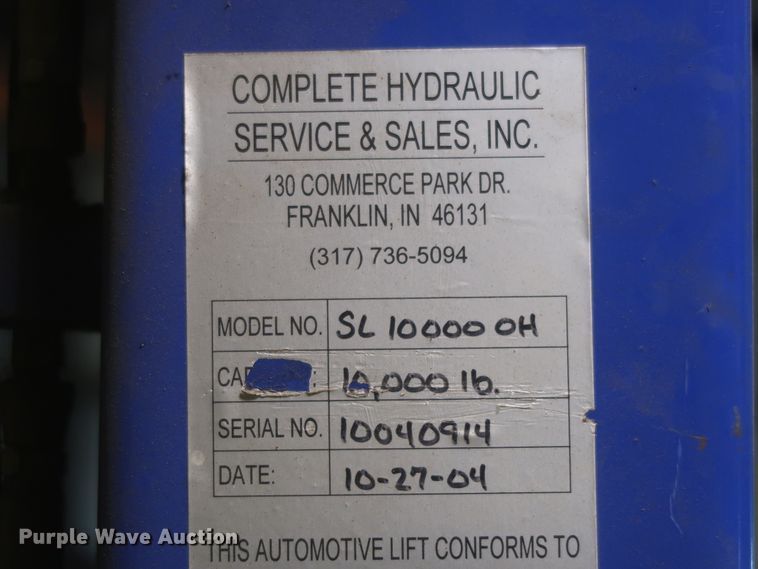 COMPLETE HYDRAULIC
SERVICE & SALES, INC.
130 COMMERCE PARK DR.
FRANKLIN, IN 46131
(317) 736-5094
MODEL NO. SL 10000 OH
10,000 lb.
SERIAL NO. 10040914
DATE: 10-27-04
THIS AUTOMOTIVE LIFT CONFORMS TO
Purple Wave Auction